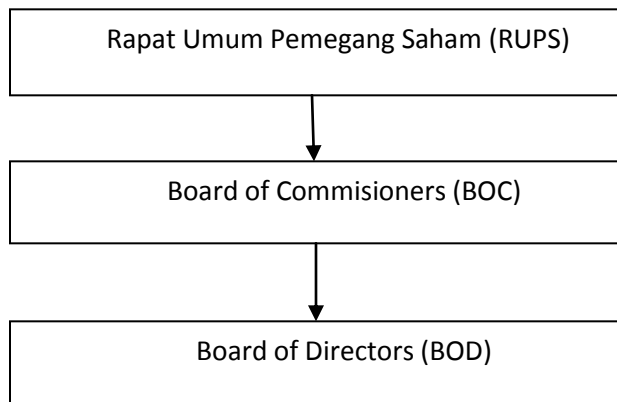 Rapat Umum Pemegang Saham (RUPS)
Board of Commisioners (BOC)
Board of Directors (BOD)